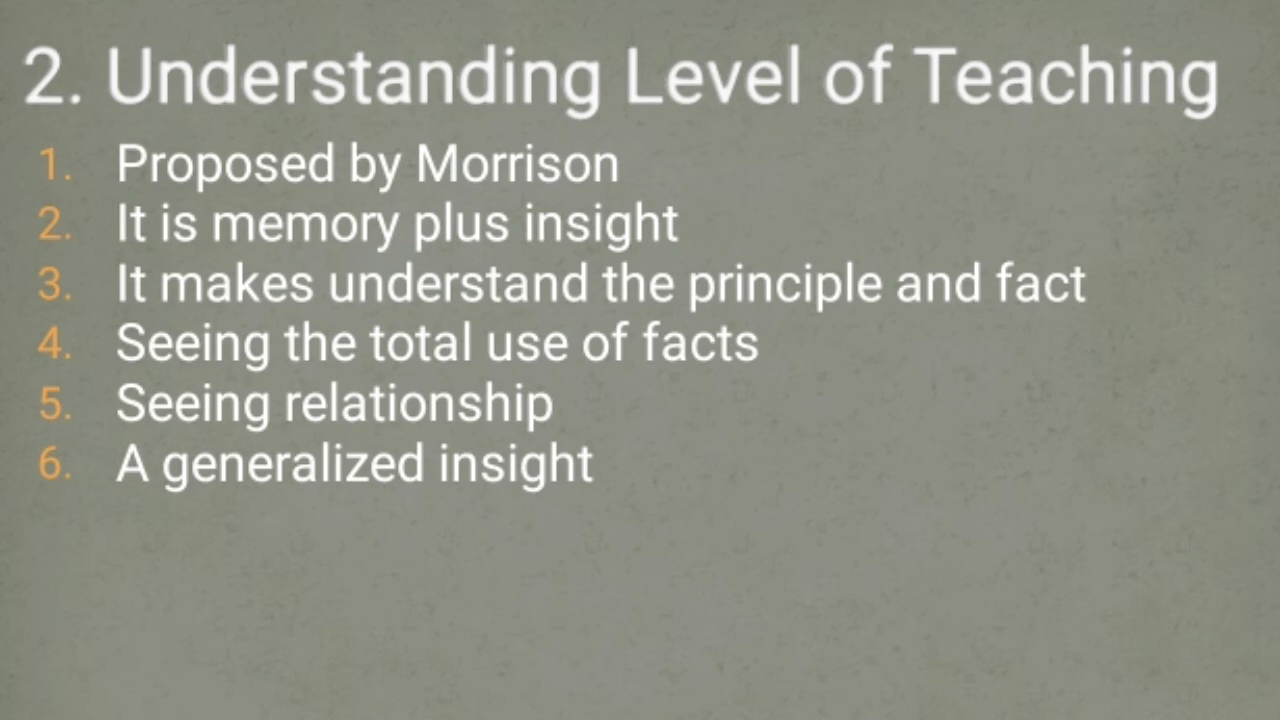 2. Understanding Level of Teaching
1. Proposed by Morrison
2. It is memory plus insight
3. It makes understand the principle and fact
4. Seeing the total use of facts
5. Seeing relationship
6. A generalized insight